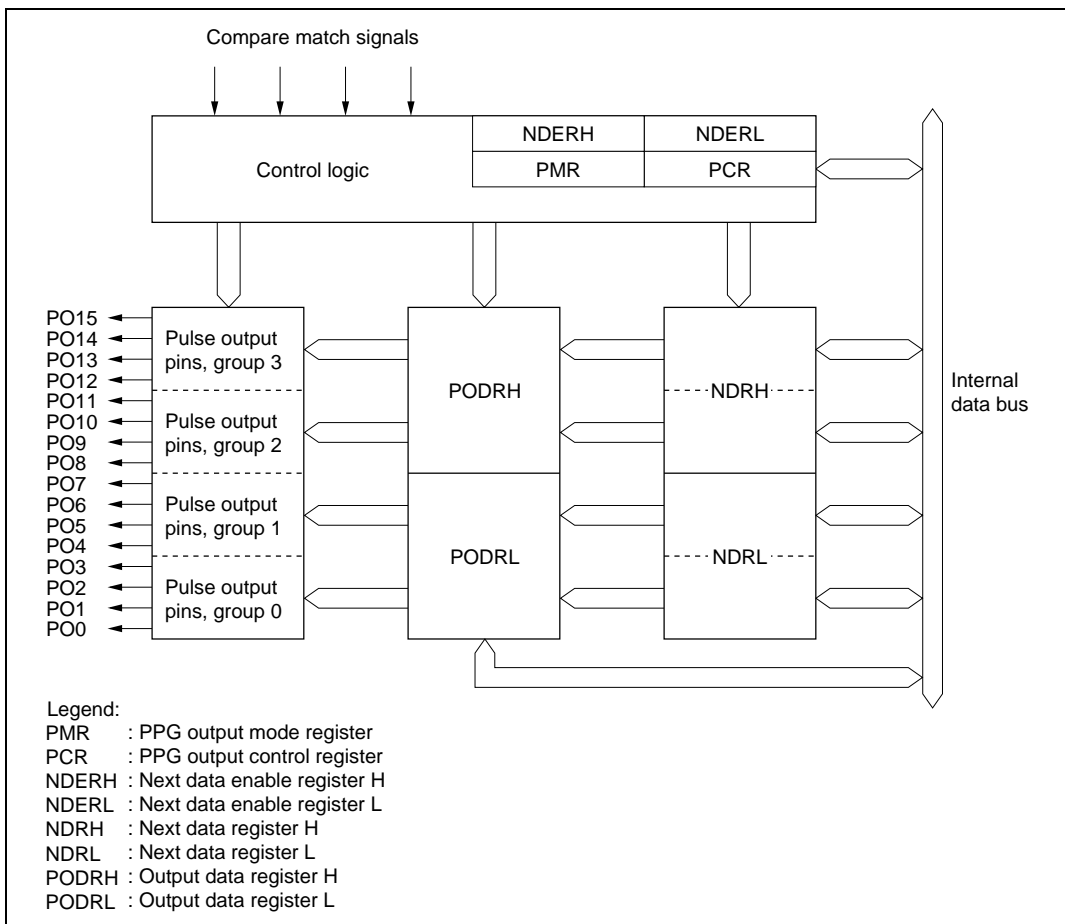 Compare match signals
NDERH NDERL
Control logic PMR PCR
PO15
PO14
PO13
PO12
PO11
PO10
PO9
PO8
PO7
PO6
PO5
PO4
PO3
PO2
PO1
PO0
Pulse output
pins, group 3
Pulse output
pins, group 2
Pulse output
pins, group 1
Pulse output
pins, group 0
PODRH
PODRL
NDRH
NDRL
Internal
data bus
Legend:
PMR : PPG output mode register
PCR : PPG output control register
NDERH : Next data enable register H
NDERL : Next data enable register L
NDRH : Next data register H
NDRL : Next data register L
PODRH : Output data register H
PODRL : Output data register L